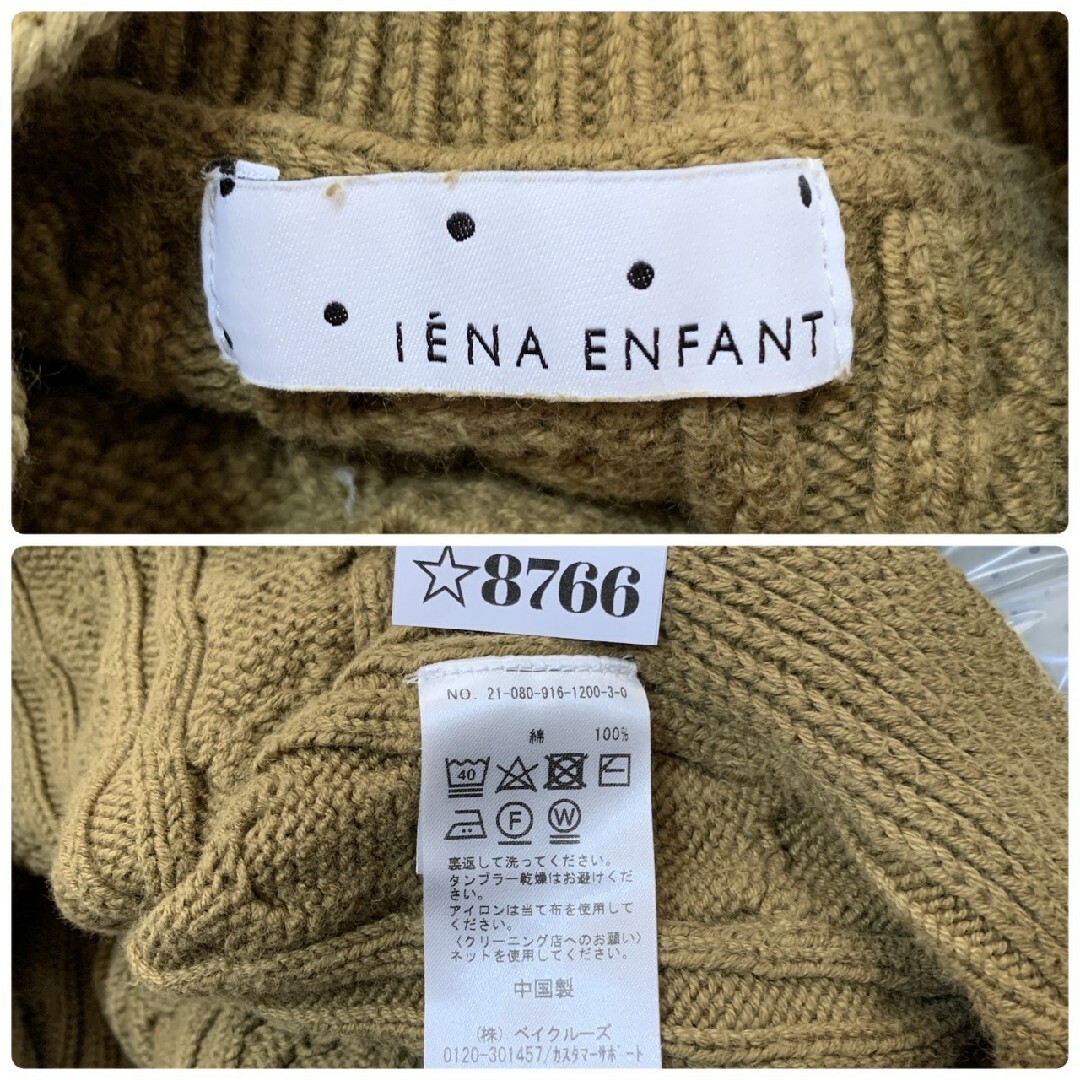 IÉNA ENFANT
☆8766
NO. 21-080-916-1200-3-0
綿 100%
40
F W
裏返して洗ってください。
タンブラー乾燥はお避けくだ
さい。
アイロンは当て布を使用して
ください。
〈クリーニング店へのお願い〉
ネットを使用してください。
中国製
(株) ベイクルーズ
0120-301457/カスタマーサポート